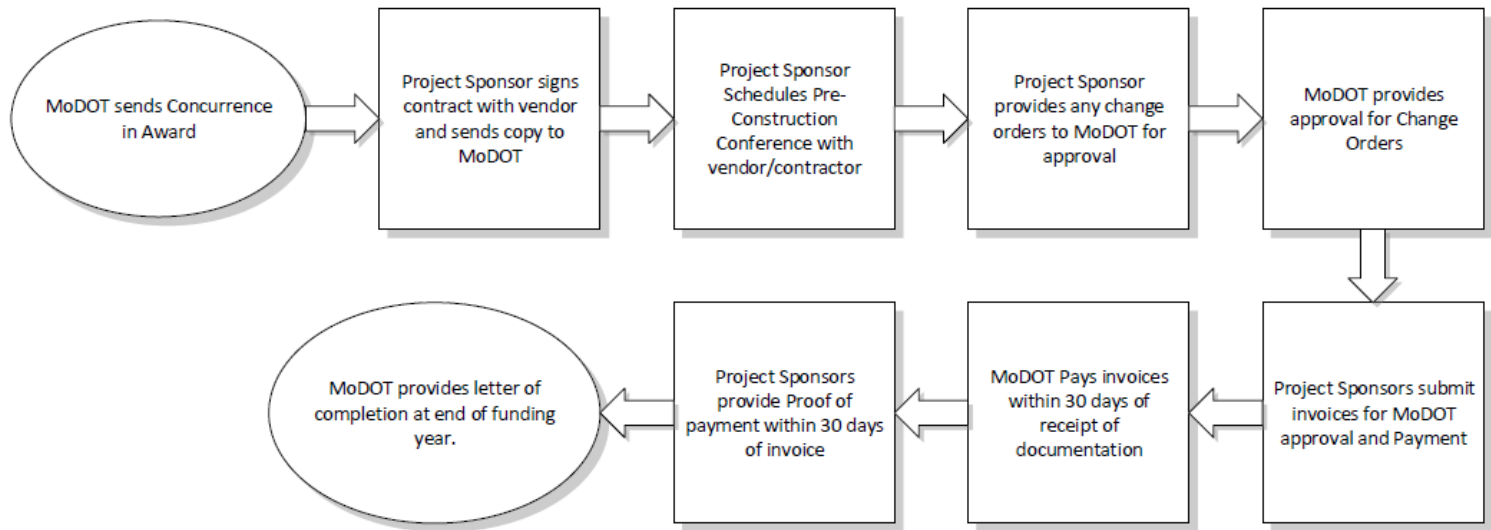 MoDOT sends Concurrence
in Award
Project Sponsor signs
contract with vendor
and sends copy to
MoDOT
Project Sponsor
Schedules Pre-
Construction
Conference with
vendor/contractor
Project Sponsor
provides any change
orders to MoDOT for
approval
MoDOT provides
approval for Change
Orders
Project Sponsors submit
invoices for MoDOT
approval and Payment
MoDOT Pays invoices
within 30 days of
receipt of
documentation
Project Sponsors
provide Proof of
payment within 30 days
of invoice
MoDOT provides letter of
completion at end of funding
year.